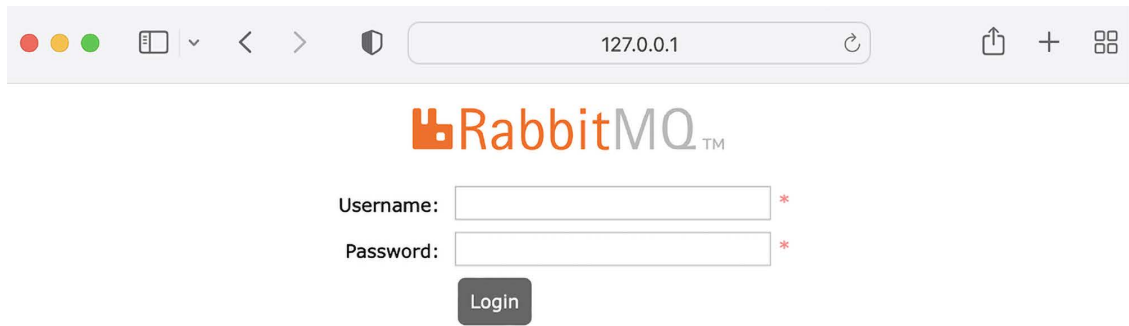 127.0.0.1
RabbitMQ™
Username: *
Password: *
Login